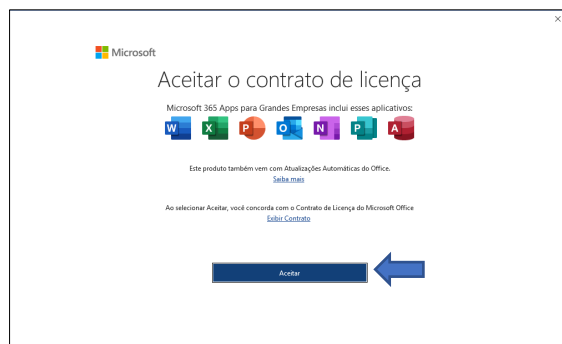 Microsoft
Aceitar o contrato de licença
Microsoft 365 Apps para Grandes Empresas inclui esses aplicativos:
W X P O N P A
Este produto também vem com Atualizações Automáticas do Office.
Saiba mais
Ao selecionar Aceitar, você concorda com o Contrato de Licença do Microsoft Office
Exibir Contrato
Aceitar